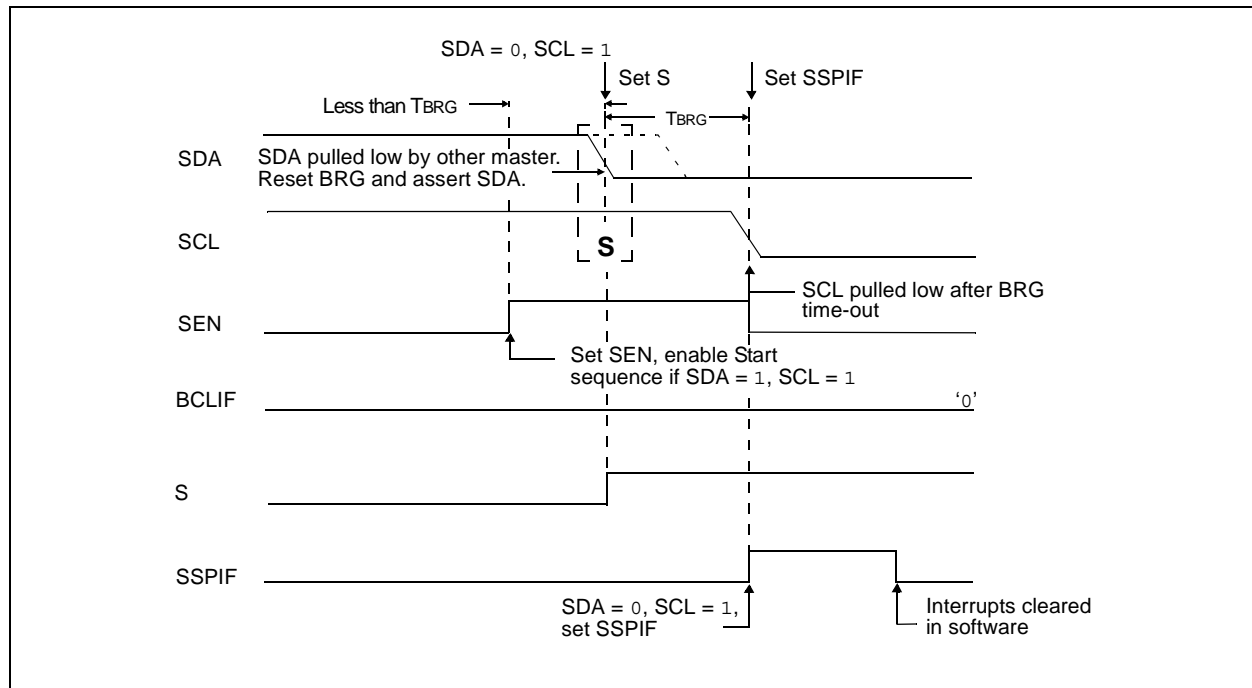 SDA = 0, SCL = 1
Set S
Set SSPIF
Less than TBRG
TBRG
SDA
SDA pulled low by other master.
Reset BRG and assert SDA.
SCL
S
SCL pulled low after BRG
time-out
SEN
Set SEN, enable Start
sequence if SDA = 1, SCL = 1
BCLIF
‘0’
S
SSPIF
SDA = 0, SCL = 1,
set SSPIF
Interrupts cleared
in software